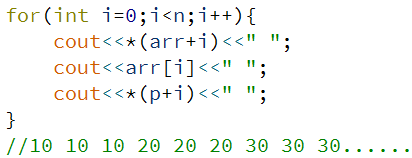 for(int i=0;i<n;i++){
    cout<<*(arr+i)<<" ";
    cout<<arr[i]<<" ";
    cout<<*(p+i)<<" ";
}
//10 10 10 20 20 20 30 30 30......